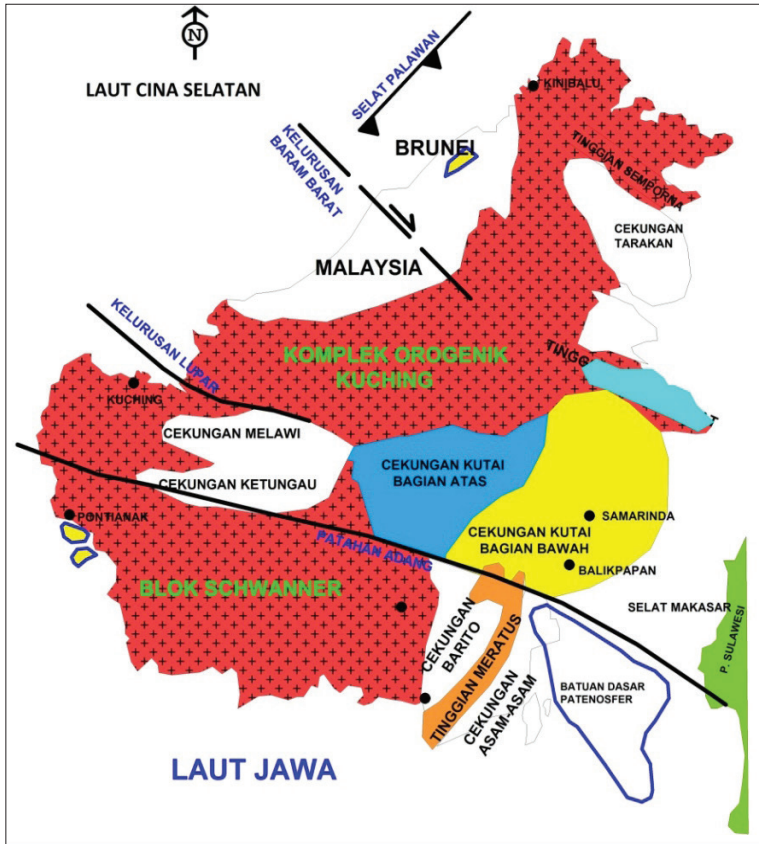 N
LAUT CINA SELATAN
SELAT PALAWAN
KINIBALU
KELURUSAN
BARAM BARAT
BRUNEI
TINGGIAN SEMPORNA
CEKUNGAN
TARAKAN
MALAYSIA
KELURUSAN LUPAR
KOMPLEK OROGENIK
KUCHING
TINGG
KUCHING
CEKUNGAN MELAWI
CEKUNGAN KETUNGAU
CEKUNGAN KUTAI
BAGIAN ATAS
PONTIANAK
SAMARINDA
CEKUNGAN KUTAI
BAGIAN BAWAH
PATAHAN ADANG
BALIKPAPAN
BLOK SCHWANNER
SELAT MAKASAR
P. SULAWESI
CEKUNGAN
BARITO
TINGGIAN MERATUS
CEKUNGAN
ASAM-ASAM
BATUAN DASAR
PATENOSFER
LAUT JAWA